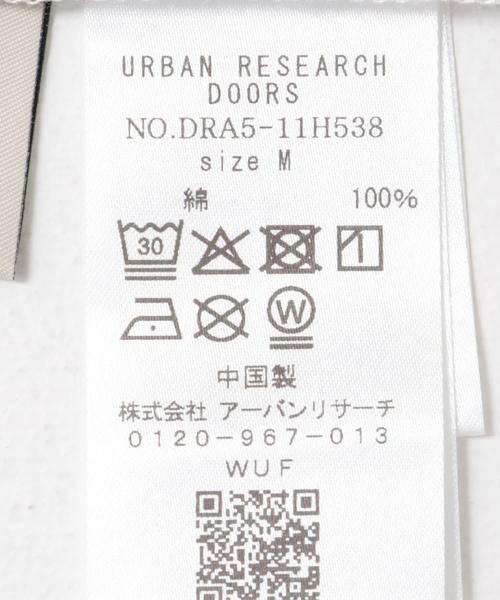 URBAN RESEARCH
DOORS
NO.DRA5-11H538
size M
綿 100%
30
W
中国製
株式会社 アーバンリサーチ
0120-967-013
WUF